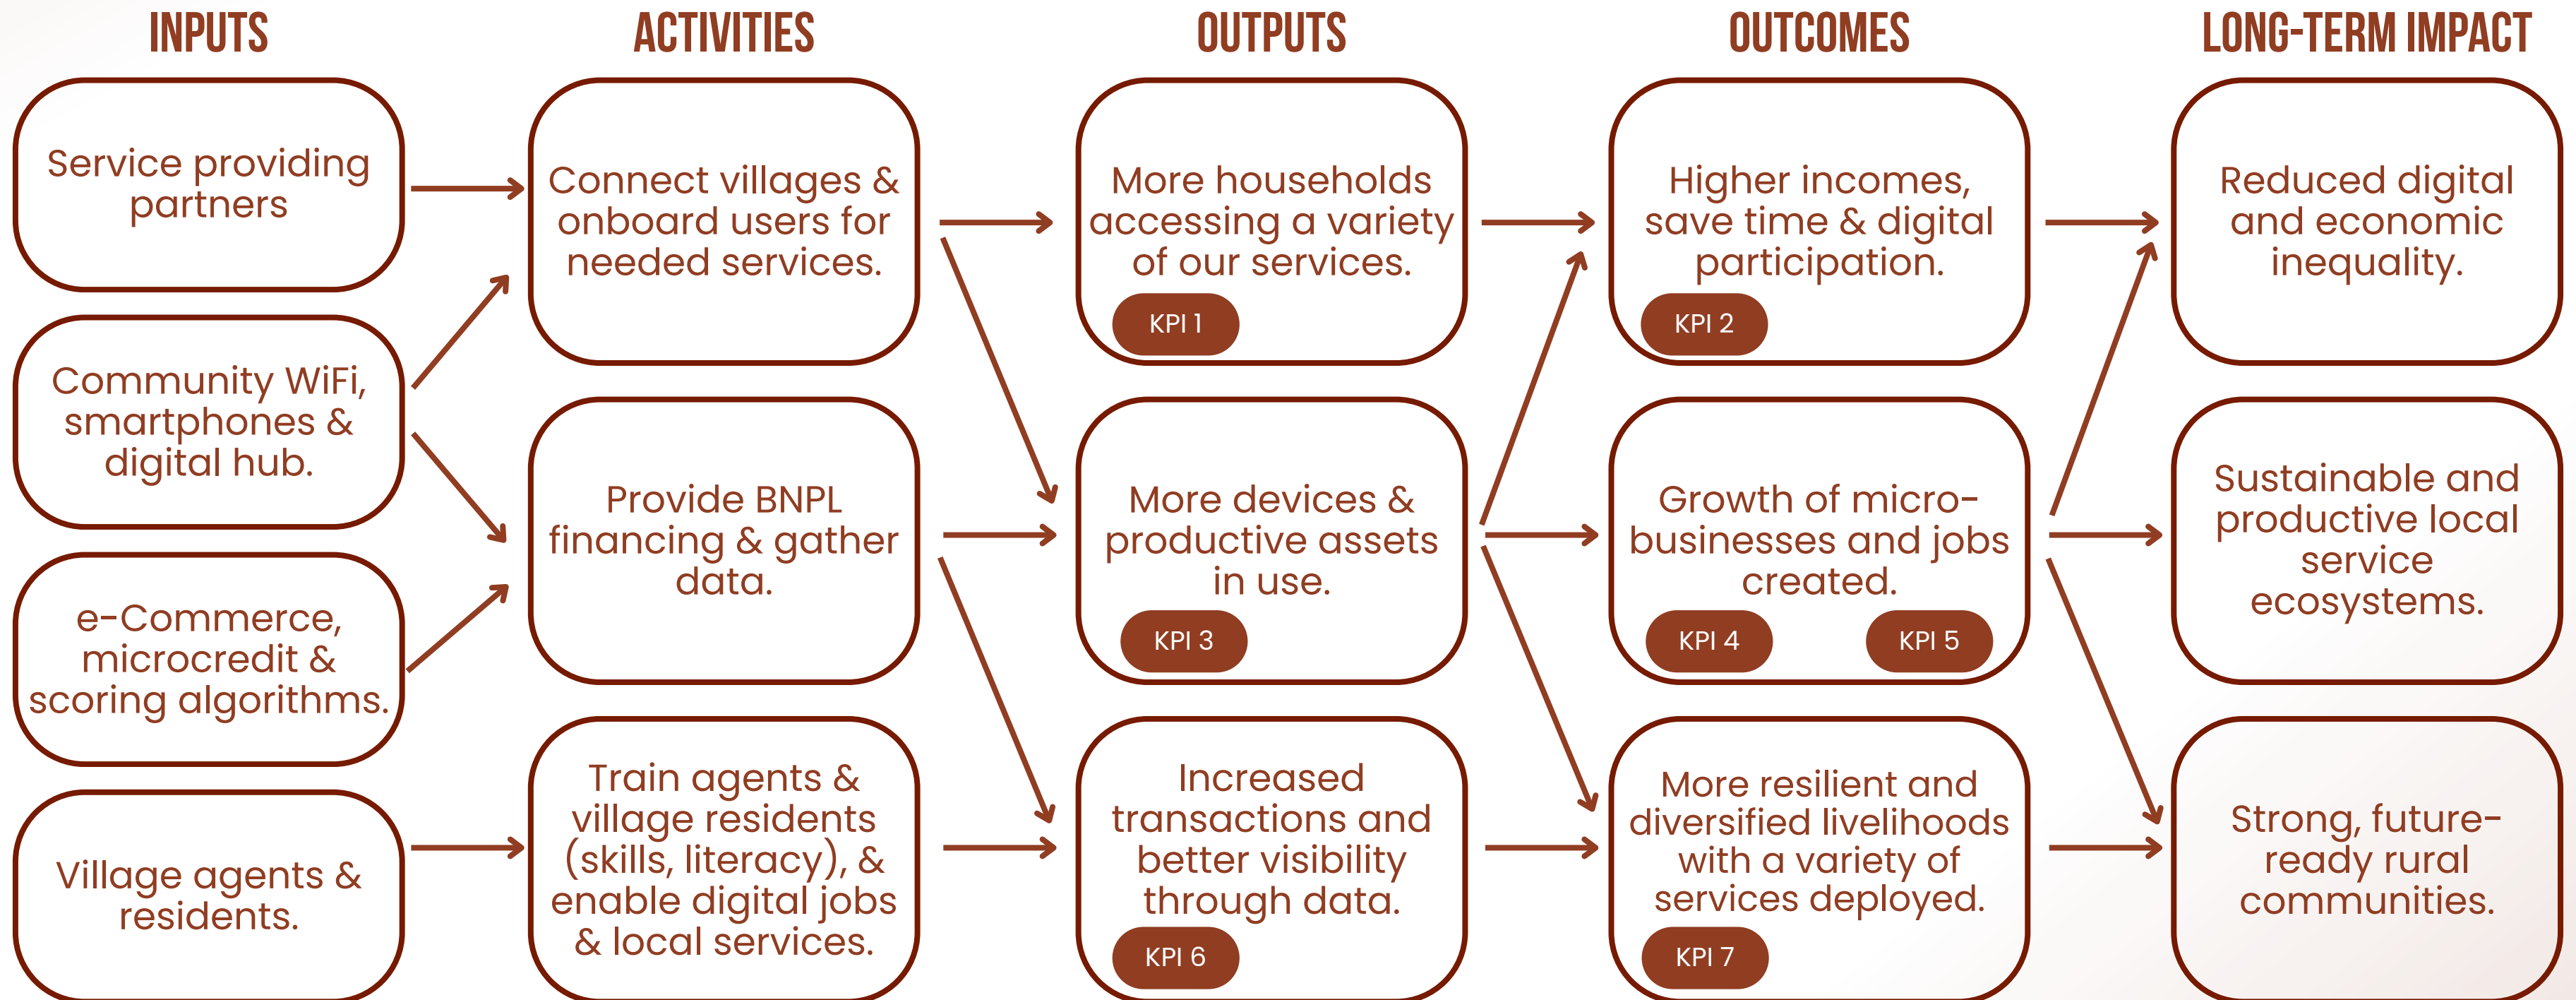 INPUTS
Service providing
partners
Community WiFi,
smartphones &
digital hub.
e-Commerce,
microcredit &
scoring algorithms.
Village agents &
residents.
ACTIVITIES
Connect villages &
onboard users for
needed services.
Provide BNPL
financing & gather
data.
Train agents &
village residents
(skills, literacy), &
enable digital jobs
& local services.
OUTPUTS
More households
accessing a variety
of our services.
KPI 1
More devices &
productive assets
in use.
KPI 3
Increased
transactions and
better visibility
through data.
KPI 6
OUTCOMES
Higher incomes,
save time & digital
participation.
KPI 2
Growth of micro-
businesses and jobs
created.
KPI 4
KPI 5
More resilient and
diversified livelihoods
with a variety of
services deployed.
KPI 7
LONG-TERM IMPACT
Reduced digital
and economic
inequality.
Sustainable and
productive local
service
ecosystems.
Strong, future-
ready rural
communities.